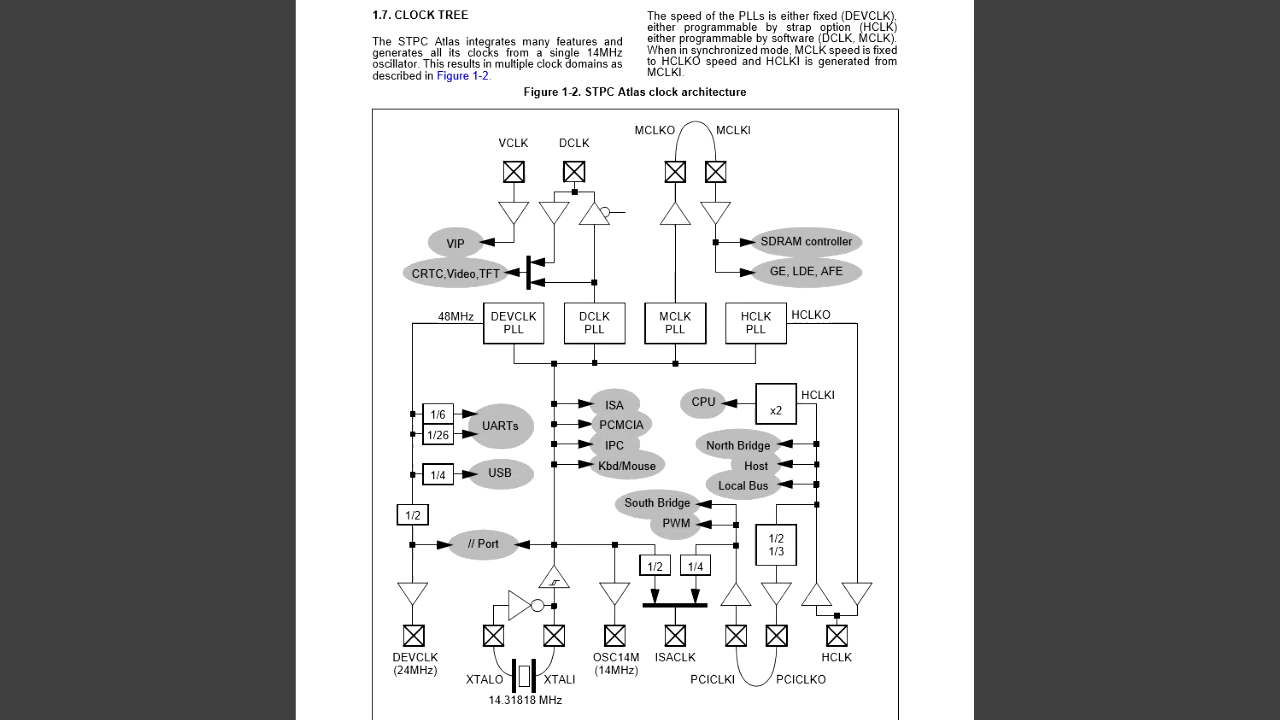 1.7. CLOCK TREE
The STPC Atlas integrates many features and
generates all its clocks from a single 14MHz
oscillator. This results in multiple clock domains as
described in Figure 1-2.
The speed of the PLLs is either fixed (DEVCLK),
either programmable by strap option (HCLK)
either programmable by software (DCLK, MCLK).
When in synchronized mode, MCLK speed is fixed
to HCLKO speed and HCLKI is generated from
MCLKI.
Figure 1-2. STPC Atlas clock architecture
MCLKO
MCLKI
VCLK
DCLK
VIP
SDRAM controller
CRTC,Video,TFT
GE, LDE, AFE
48MHz
DEVCLK
PLL
DCLK
PLL
MCLK
PLL
HCLK
PLL
HCLKO
HCLKI
CPU
x2
ISA
1/6
UARTs
PCMCIA
1/26
IPC
North Bridge
Kbd/Mouse
Host
1/4
USB
Local Bus
South Bridge
1/2
PWM
1/2
1/3
// Port
1/2
1/4
DEVCLK
(24MHz)
OSC14M
(14MHz)
ISACLK
HCLK
XTALO
XTALI
PCICLKI
PCICLKO
14.31818 MHz